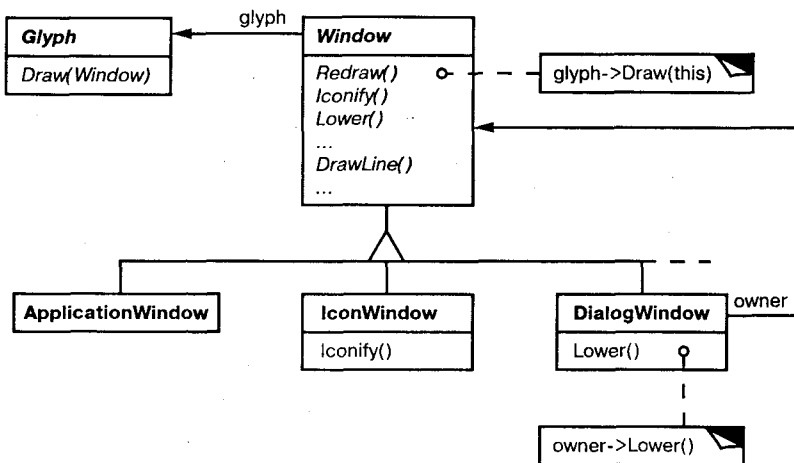 glyph
Glyph
Draw(Window)
Window
Redraw()
Iconify()
Lower()
...
DrawLine()
...
glyph->Draw(this)
ApplicationWindow
IconWindow
Iconify()
DialogWindow
Lower()
owner
owner->Lower()